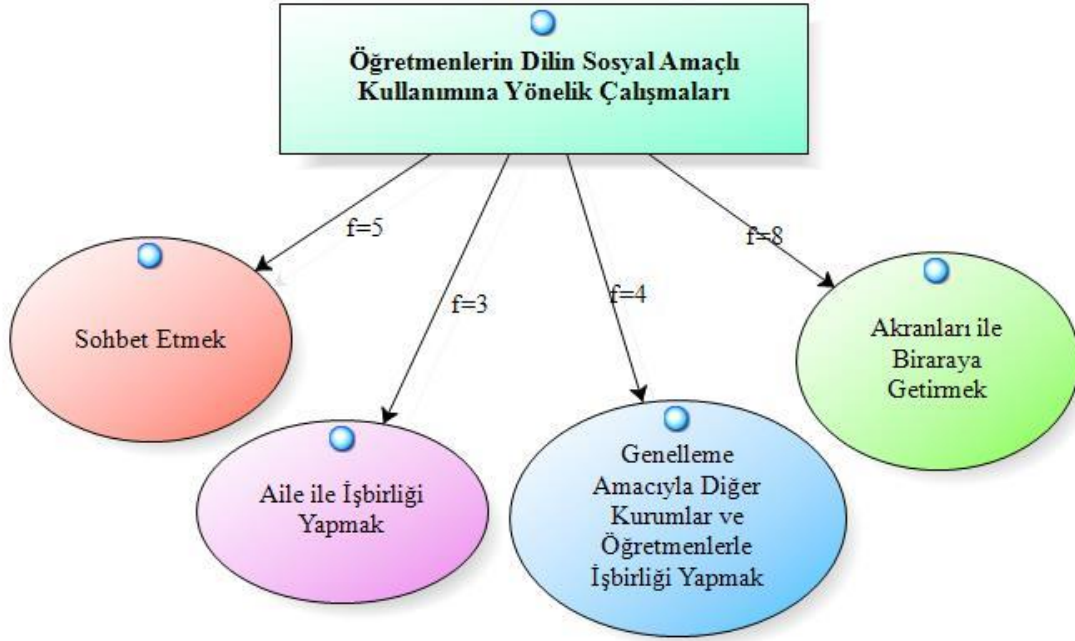 Öğretmenlerin Dilin Sosyal Amaçlı
Kullanımına Yönelik Çalışmaları
f=5
f=3
f=4
f=8
Sohbet Etmek
Aile ile İşbirliği
Yapmak
Genelleme
Amacıyla Diğer
Kurumlar ve
Öğretmenlerle
İşbirliği Yapmak
Akranları ile
Biraraya
Getirmek